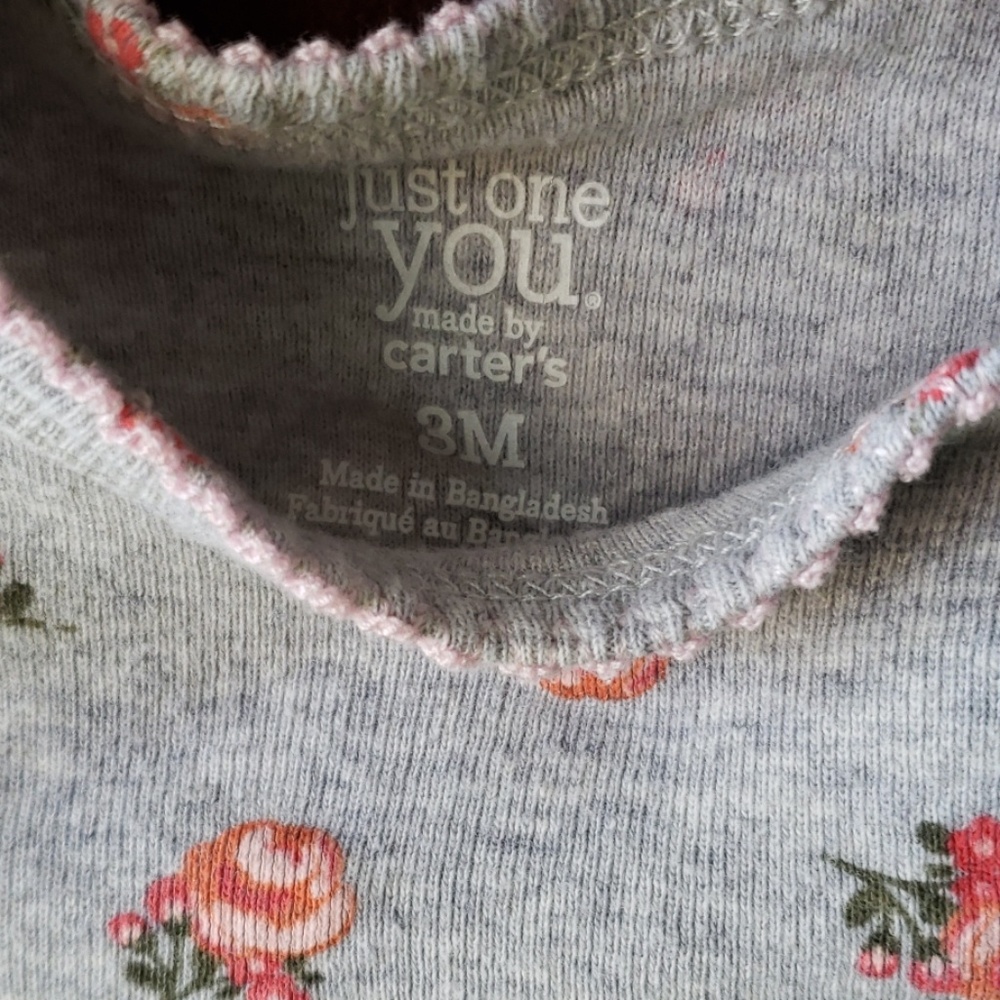 just one
you.®
made by
carter's
3M
Made in Bangladesh
Fabriqué au